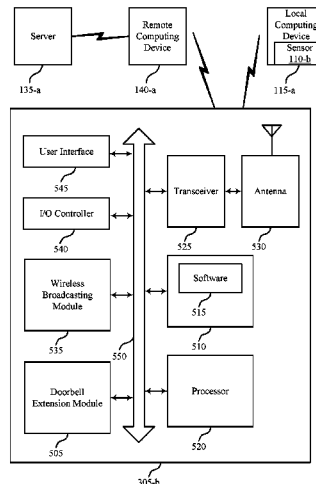 Server
135-a
Remote
Computing
Device
140-a
Local
Computing
Device
Sensor
110-b
115-a
User Interface
545
I/O Controller
540
Wireless
Broadcasting
Module
535
Doorbell
Extension Module
505
550
Transceiver
525
Antenna
530
Software
515
510
Processor
520
305-b